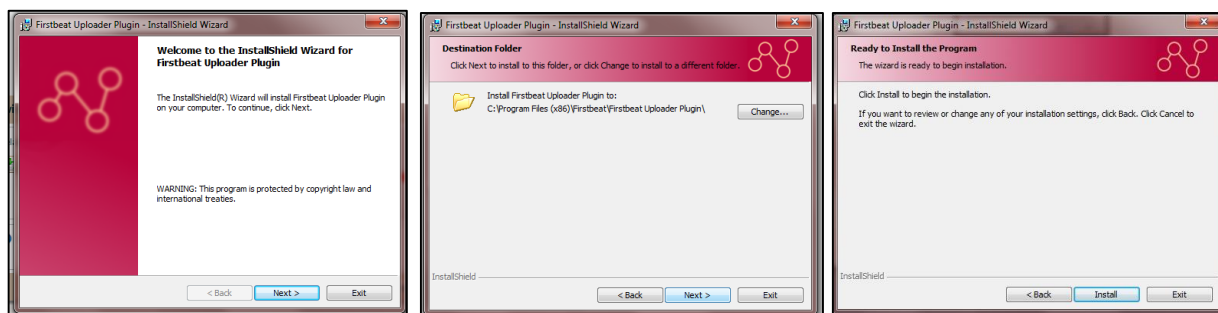 Firstbeat Uploader Plugin - InstallShield Wizard
Welcome to the InstallShield Wizard for
Firstbeat Uploader Plugin
The InstallShield(R) Wizard will install Firstbeat Uploader Plugin
on your computer. To continue, click Next.
WARNING: This program is protected by copyright law and
international treaties.
< Back
Next >
Exit
Firstbeat Uploader Plugin - InstallShield Wizard
Destination Folder
Click Next to install to this folder, or click Change to install to a different folder.
Install Firstbeat Uploader Plugin to:
C:\Program Files (x86)\Firstbeat\Firstbeat Uploader Plugin\
Change...
InstallShield
< Back
Next >
Exit
Firstbeat Uploader Plugin - InstallShield Wizard
Ready to Install the Program
The wizard is ready to begin installation.
Click Install to begin the installation.
If you want to review or change any of your installation settings, click Back. Click Cancel to
exit the wizard.
InstallShield
< Back
Install
Exit